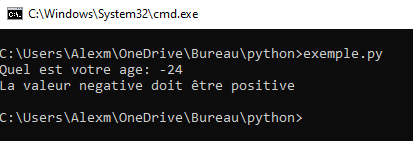 C:\Windows\System32\cmd.exe
C:\Users\Alexm\OneDrive\Bureau\python>exemple.py
Quel est votre age: -24
La valeur negative doit être positive
C:\Users\Alexm\OneDrive\Bureau\python>